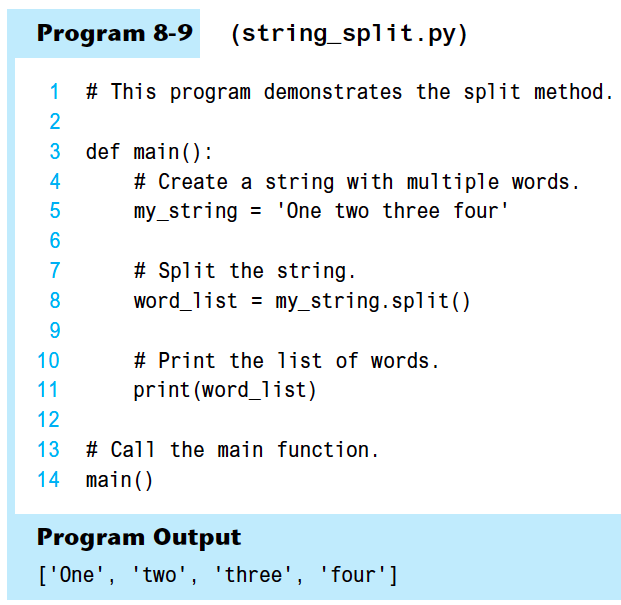 Program 8-9 (string_split.py)
1 # This program demonstrates the split method.
2
3 def main():
4     # Create a string with multiple words.
5     my_string = 'One two three four'
6
7     # Split the string.
8     word_list = my_string.split()
9
10     # Print the list of words.
11     print(word_list)
12
13 # Call the main function.
14 main()
Program Output
['One', 'two', 'three', 'four']